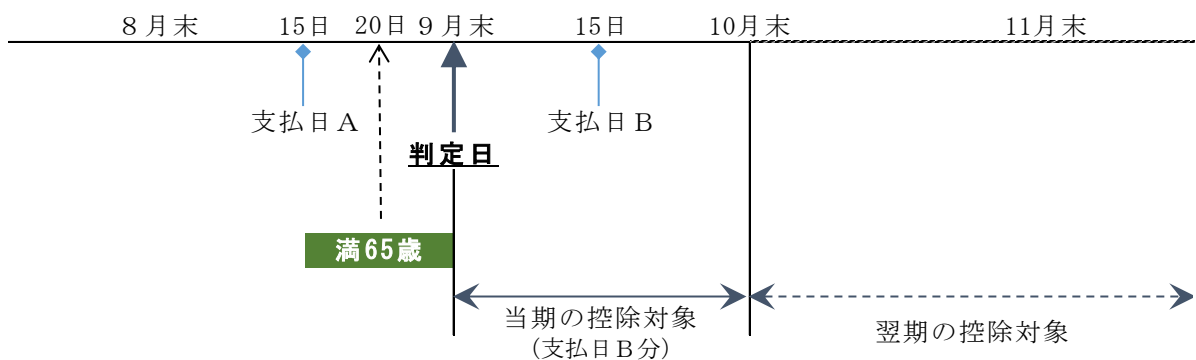 ８月末 15日 20日 ９月末 15日 10月末 11月末
支払日Ａ 支払日Ｂ
判定日
満65歳
当期の控除対象
(支払日Ｂ分)
翌期の控除対象